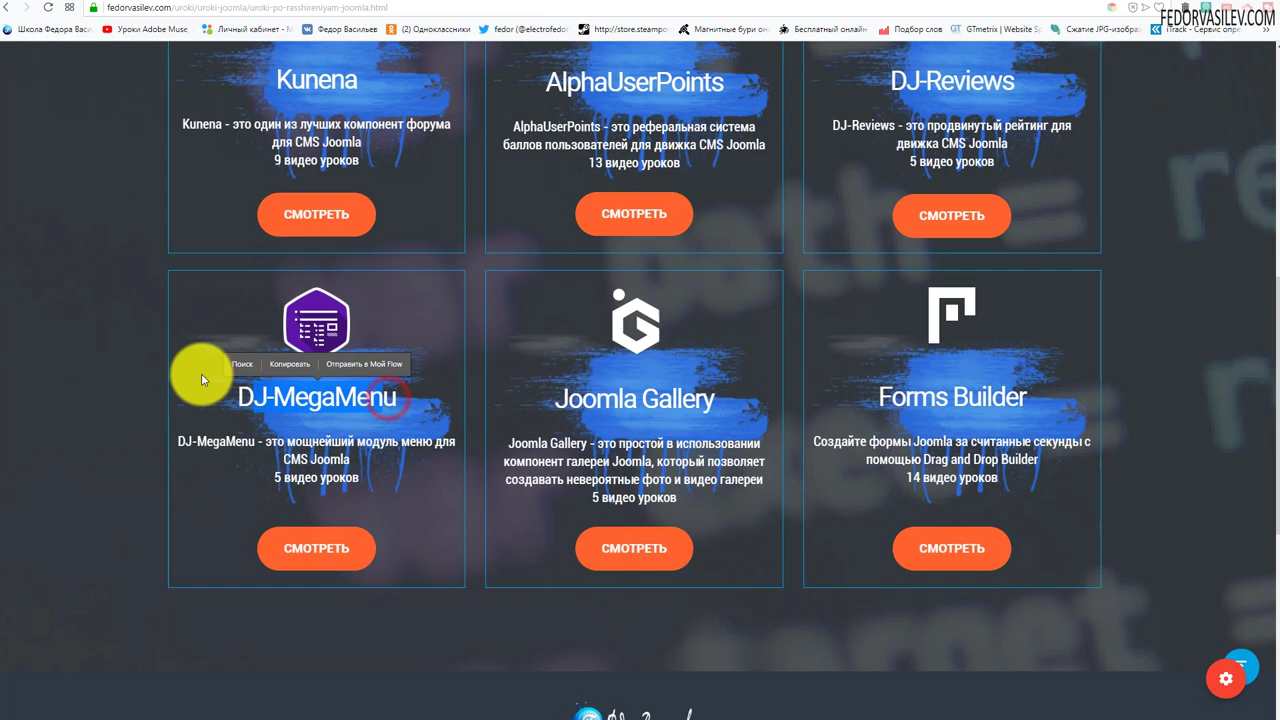 fedorvasilev.com/uroki/uroki-joomla/uroki-po-rasshireniyam-joomla.html
FEDORVASILEV.COM
Школа Федора Васи.
Уроки Adobe Muse,
Личный кабинет - М
Федор Васильев
(2) Одноклассники
fedor (@electrofedor
http://store.steampo
Магнитные бури он
Бесплатный онлайн
Подбор слов
GTmetrix | Website Sp
Сжатие JPG-изобра
iTrack - Сервис опре
Kunena
Kunena - это один из лучших компонент форума
для CMS Joomla
9 видео уроков
СМОТРЕТЬ
AlphaUserPoints
AlphaUserPoints - это реферальная система
баллов пользователей для движка CMS Joomla
13 видео уроков
СМОТРЕТЬ
DJ-Reviews
DJ-Reviews - это продвинутый рейтинг для
движка CMS Joomla
5 видео уроков
СМОТРЕТЬ
Поиск
Копировать
Отправить в Мой Flow
DJ-MegaMenu
DJ-MegaMenu - это мощнейший модуль меню для
CMS Joomla
5 видео уроков
СМОТРЕТЬ
Joomla Gallery
Joomla Gallery - это простой в использовании
компонент галереи Joomla, который позволяет
создавать невероятные фото и видео галереи
5 видео уроков
СМОТРЕТЬ
Forms Builder
Создайте формы Joomla за считанные секунды с
помощью Drag and Drop Builder
14 видео уроков
СМОТРЕТЬ